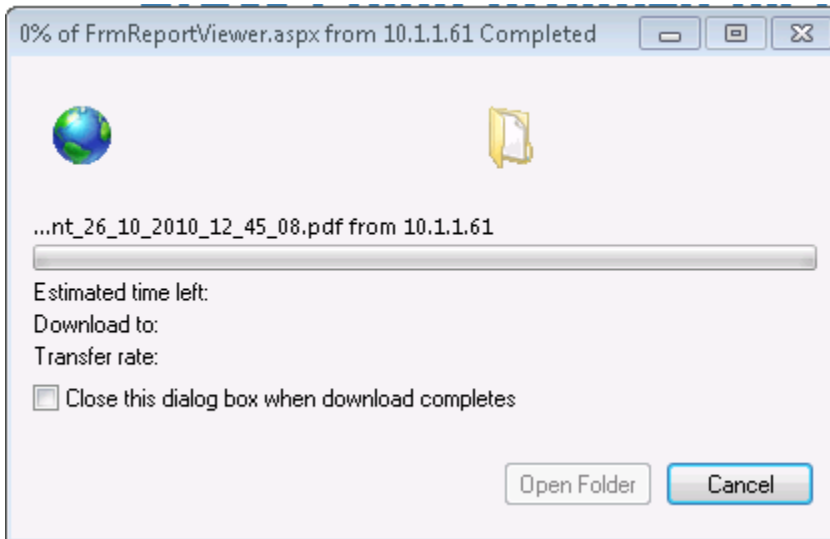 0% of FrmReportViewer.aspx from 10.1.1.61 Completed
...nt_26_10_2010_12_45_08.pdf from 10.1.1.61
Estimated time left:
Download to:
Transfer rate:
Close this dialog box when download completes
Open Folder
Cancel